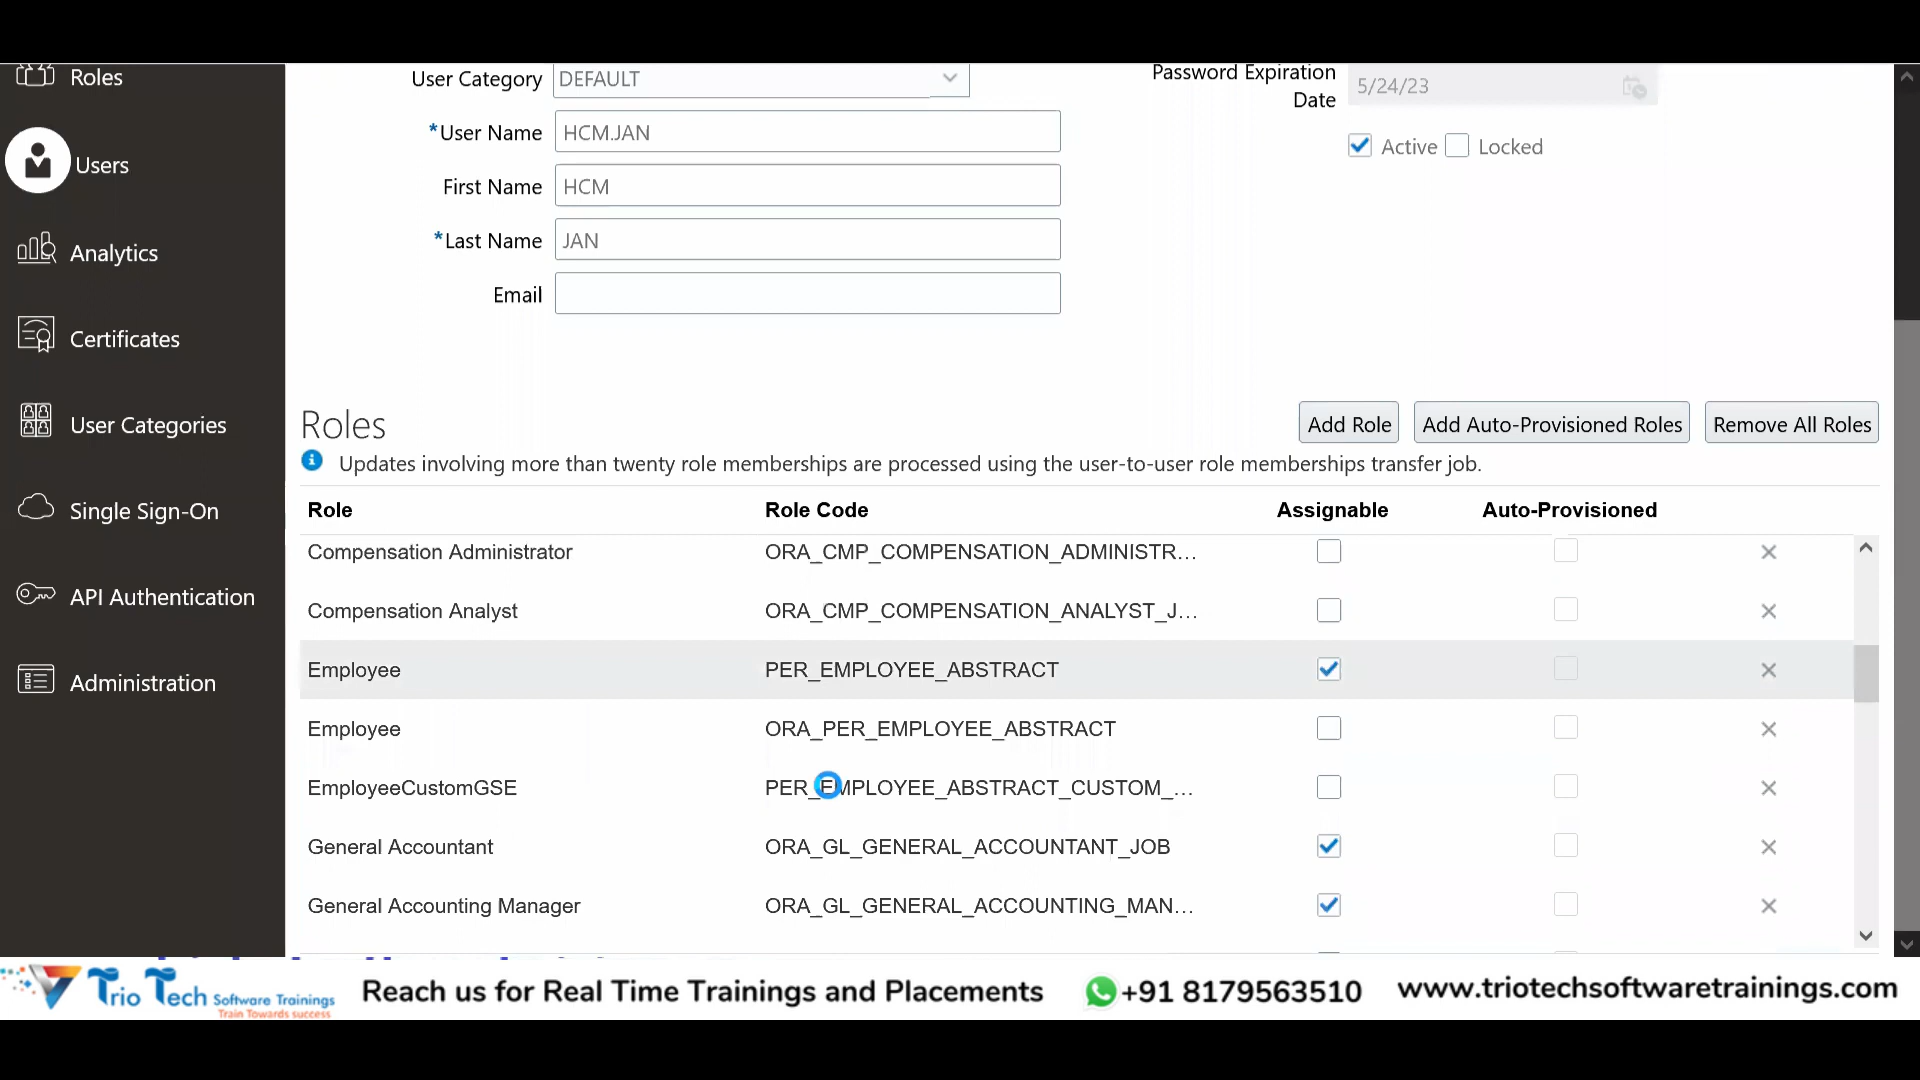 Roles
Users
Analytics
Certificates
User Categories
Single Sign-On
API Authentication
Administration
User Category DEFAULT
*User Name HCM.JAN
First Name HCM
*Last Name JAN
Email
Password Expiration
Date
5/24/23
Active Locked
Roles
Add Role Add Auto-Provisioned Roles Remove All Roles
Updates involving more than twenty role memberships are processed using the user-to-user role memberships transfer job.
Role Role Code Assignable Auto-Provisioned
Compensation Administrator ORA_CMP_COMPENSATION_ADMINISTR...
Compensation Analyst ORA_CMP_COMPENSATION_ANALYST_J...
Employee PER_EMPLOYEE_ABSTRACT
Employee ORA_PER_EMPLOYEE_ABSTRACT
EmployeeCustomGSE PER_EMPLOYEE_ABSTRACT_CUSTOM_...
General Accountant ORA_GL_GENERAL_ACCOUNTANT_JOB
General Accounting Manager ORA_GL_GENERAL_ACCOUNTING_MAN...
Trio Tech Software Trainings
Train Towards success
Reach us for Real Time Trainings and Placements
+91 8179563510
www.triotechsoftwaretrainings.com